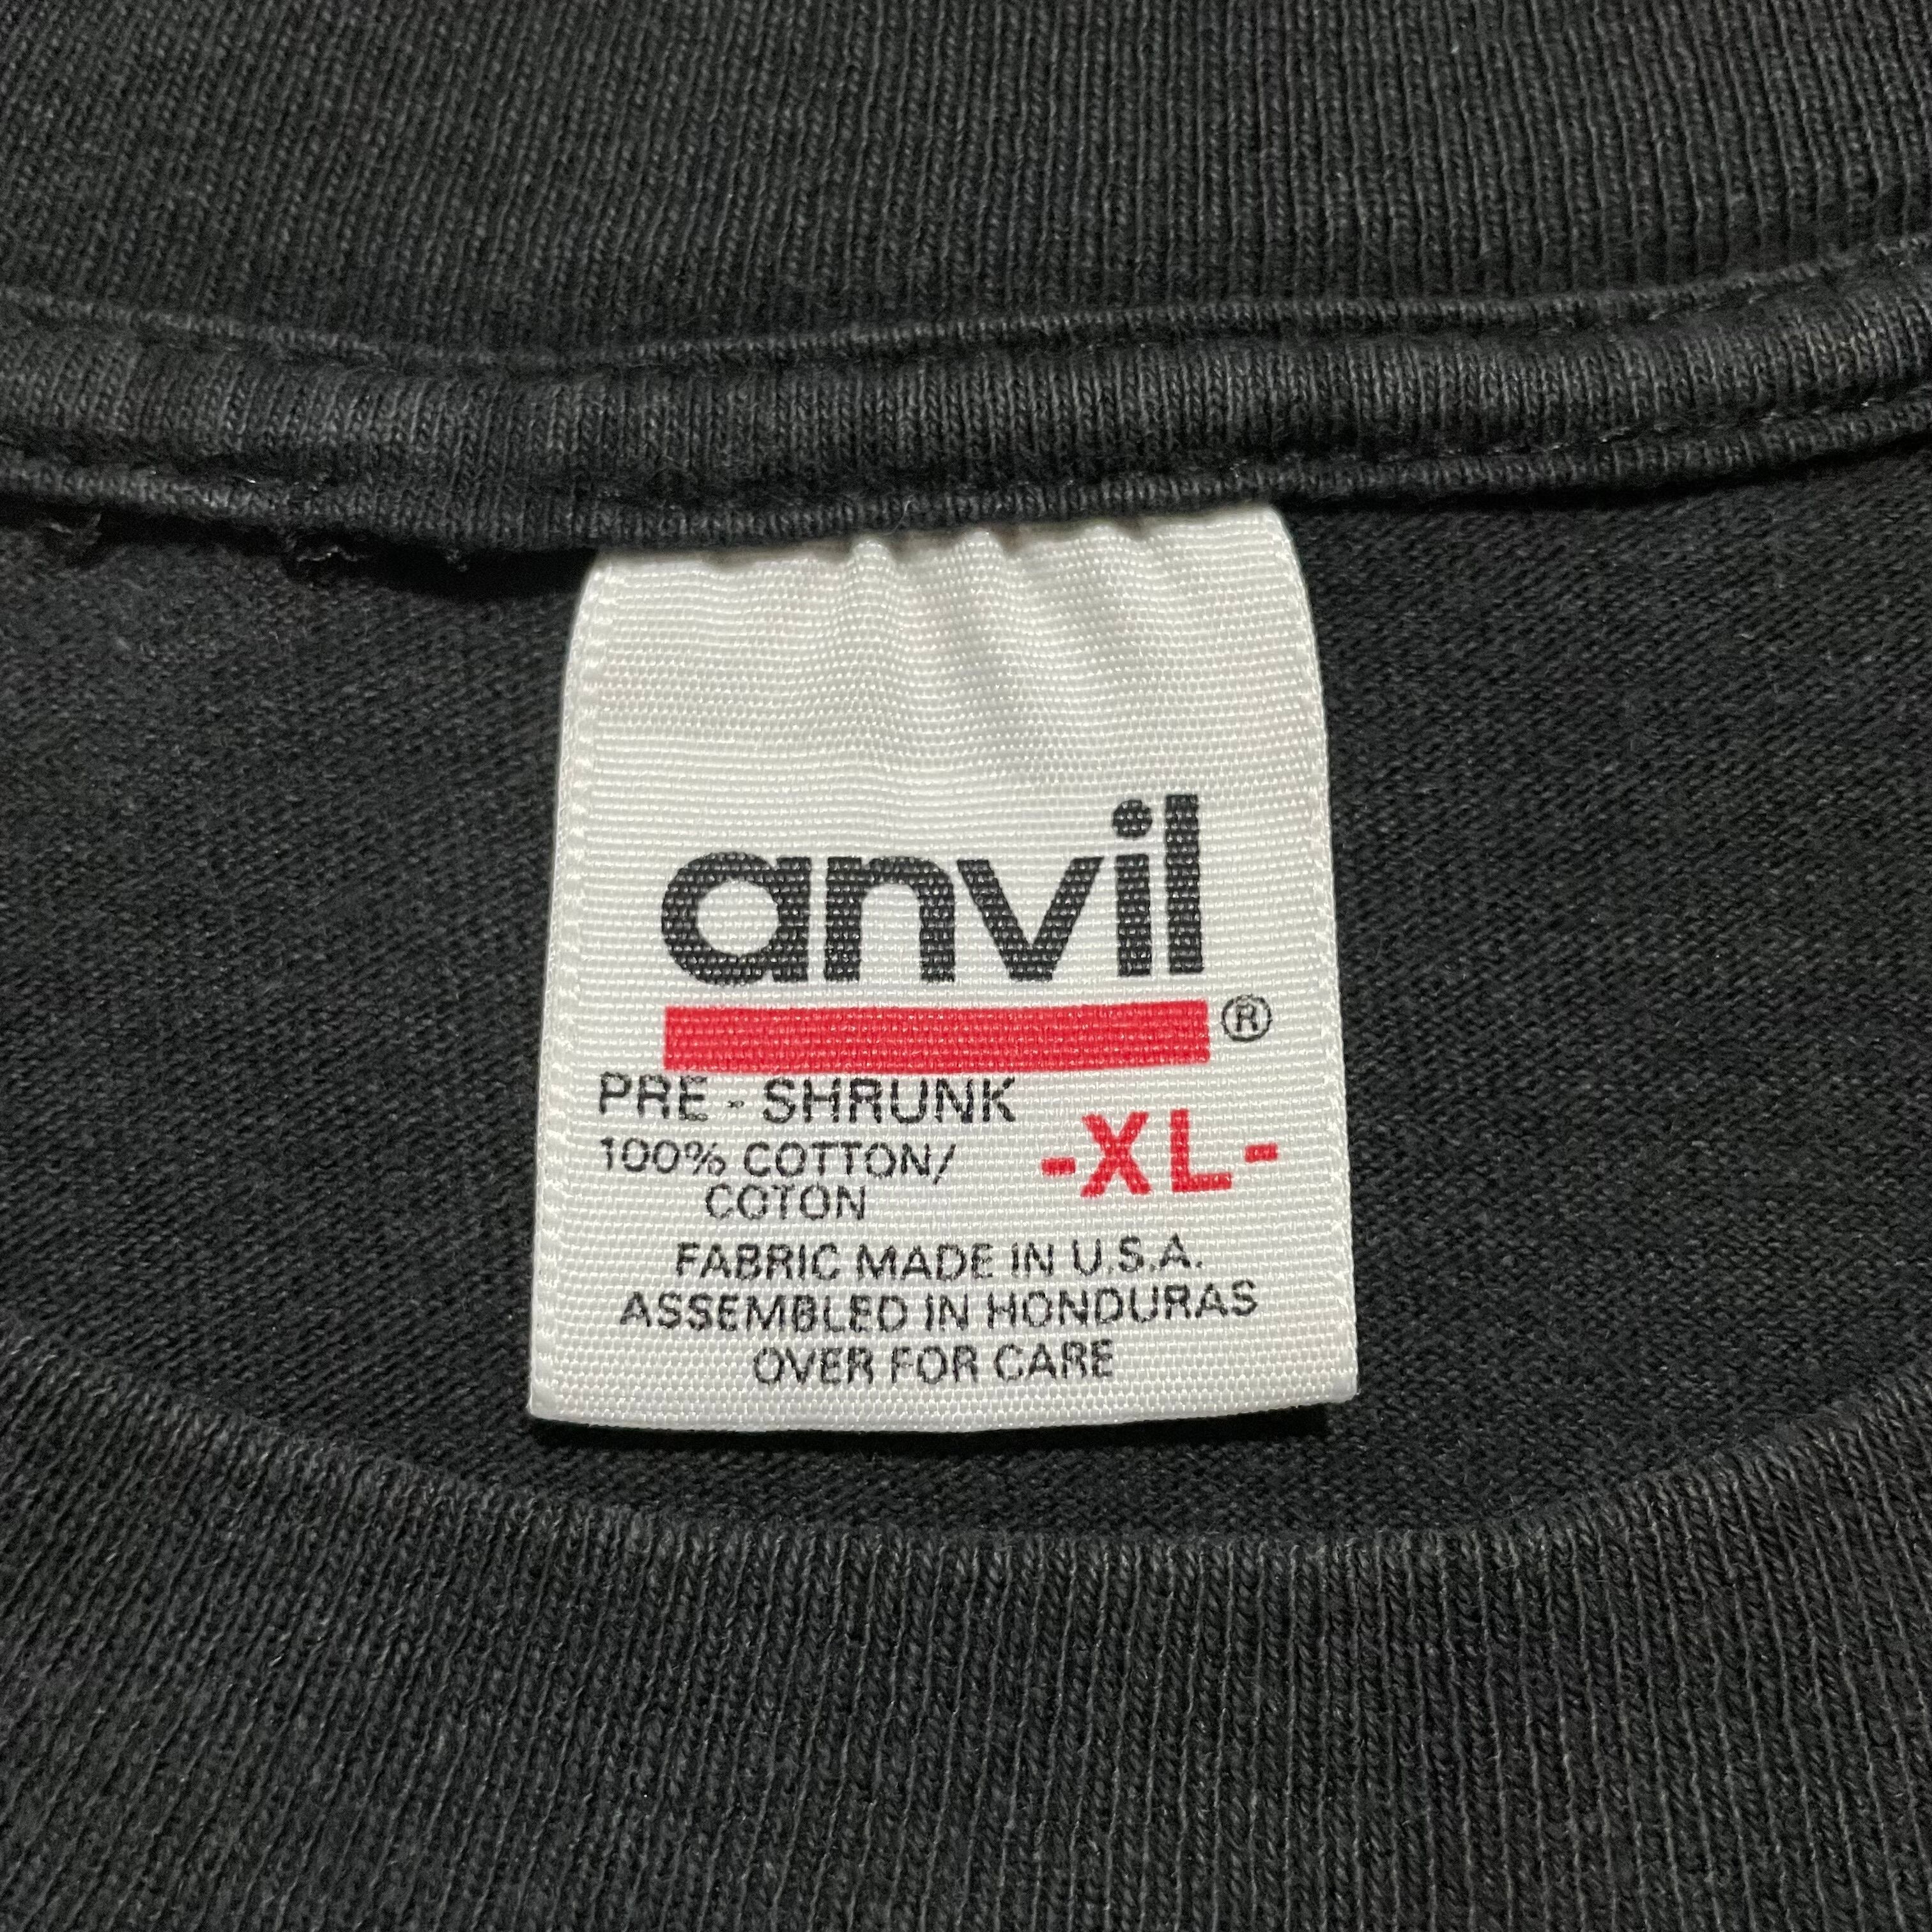 anvil
®
PRE - SHRUNK
100% COTTON/
COTON
-XL-
FABRIC MADE IN U.S.A.
ASSEMBLED IN HONDURAS
OVER FOR CARE